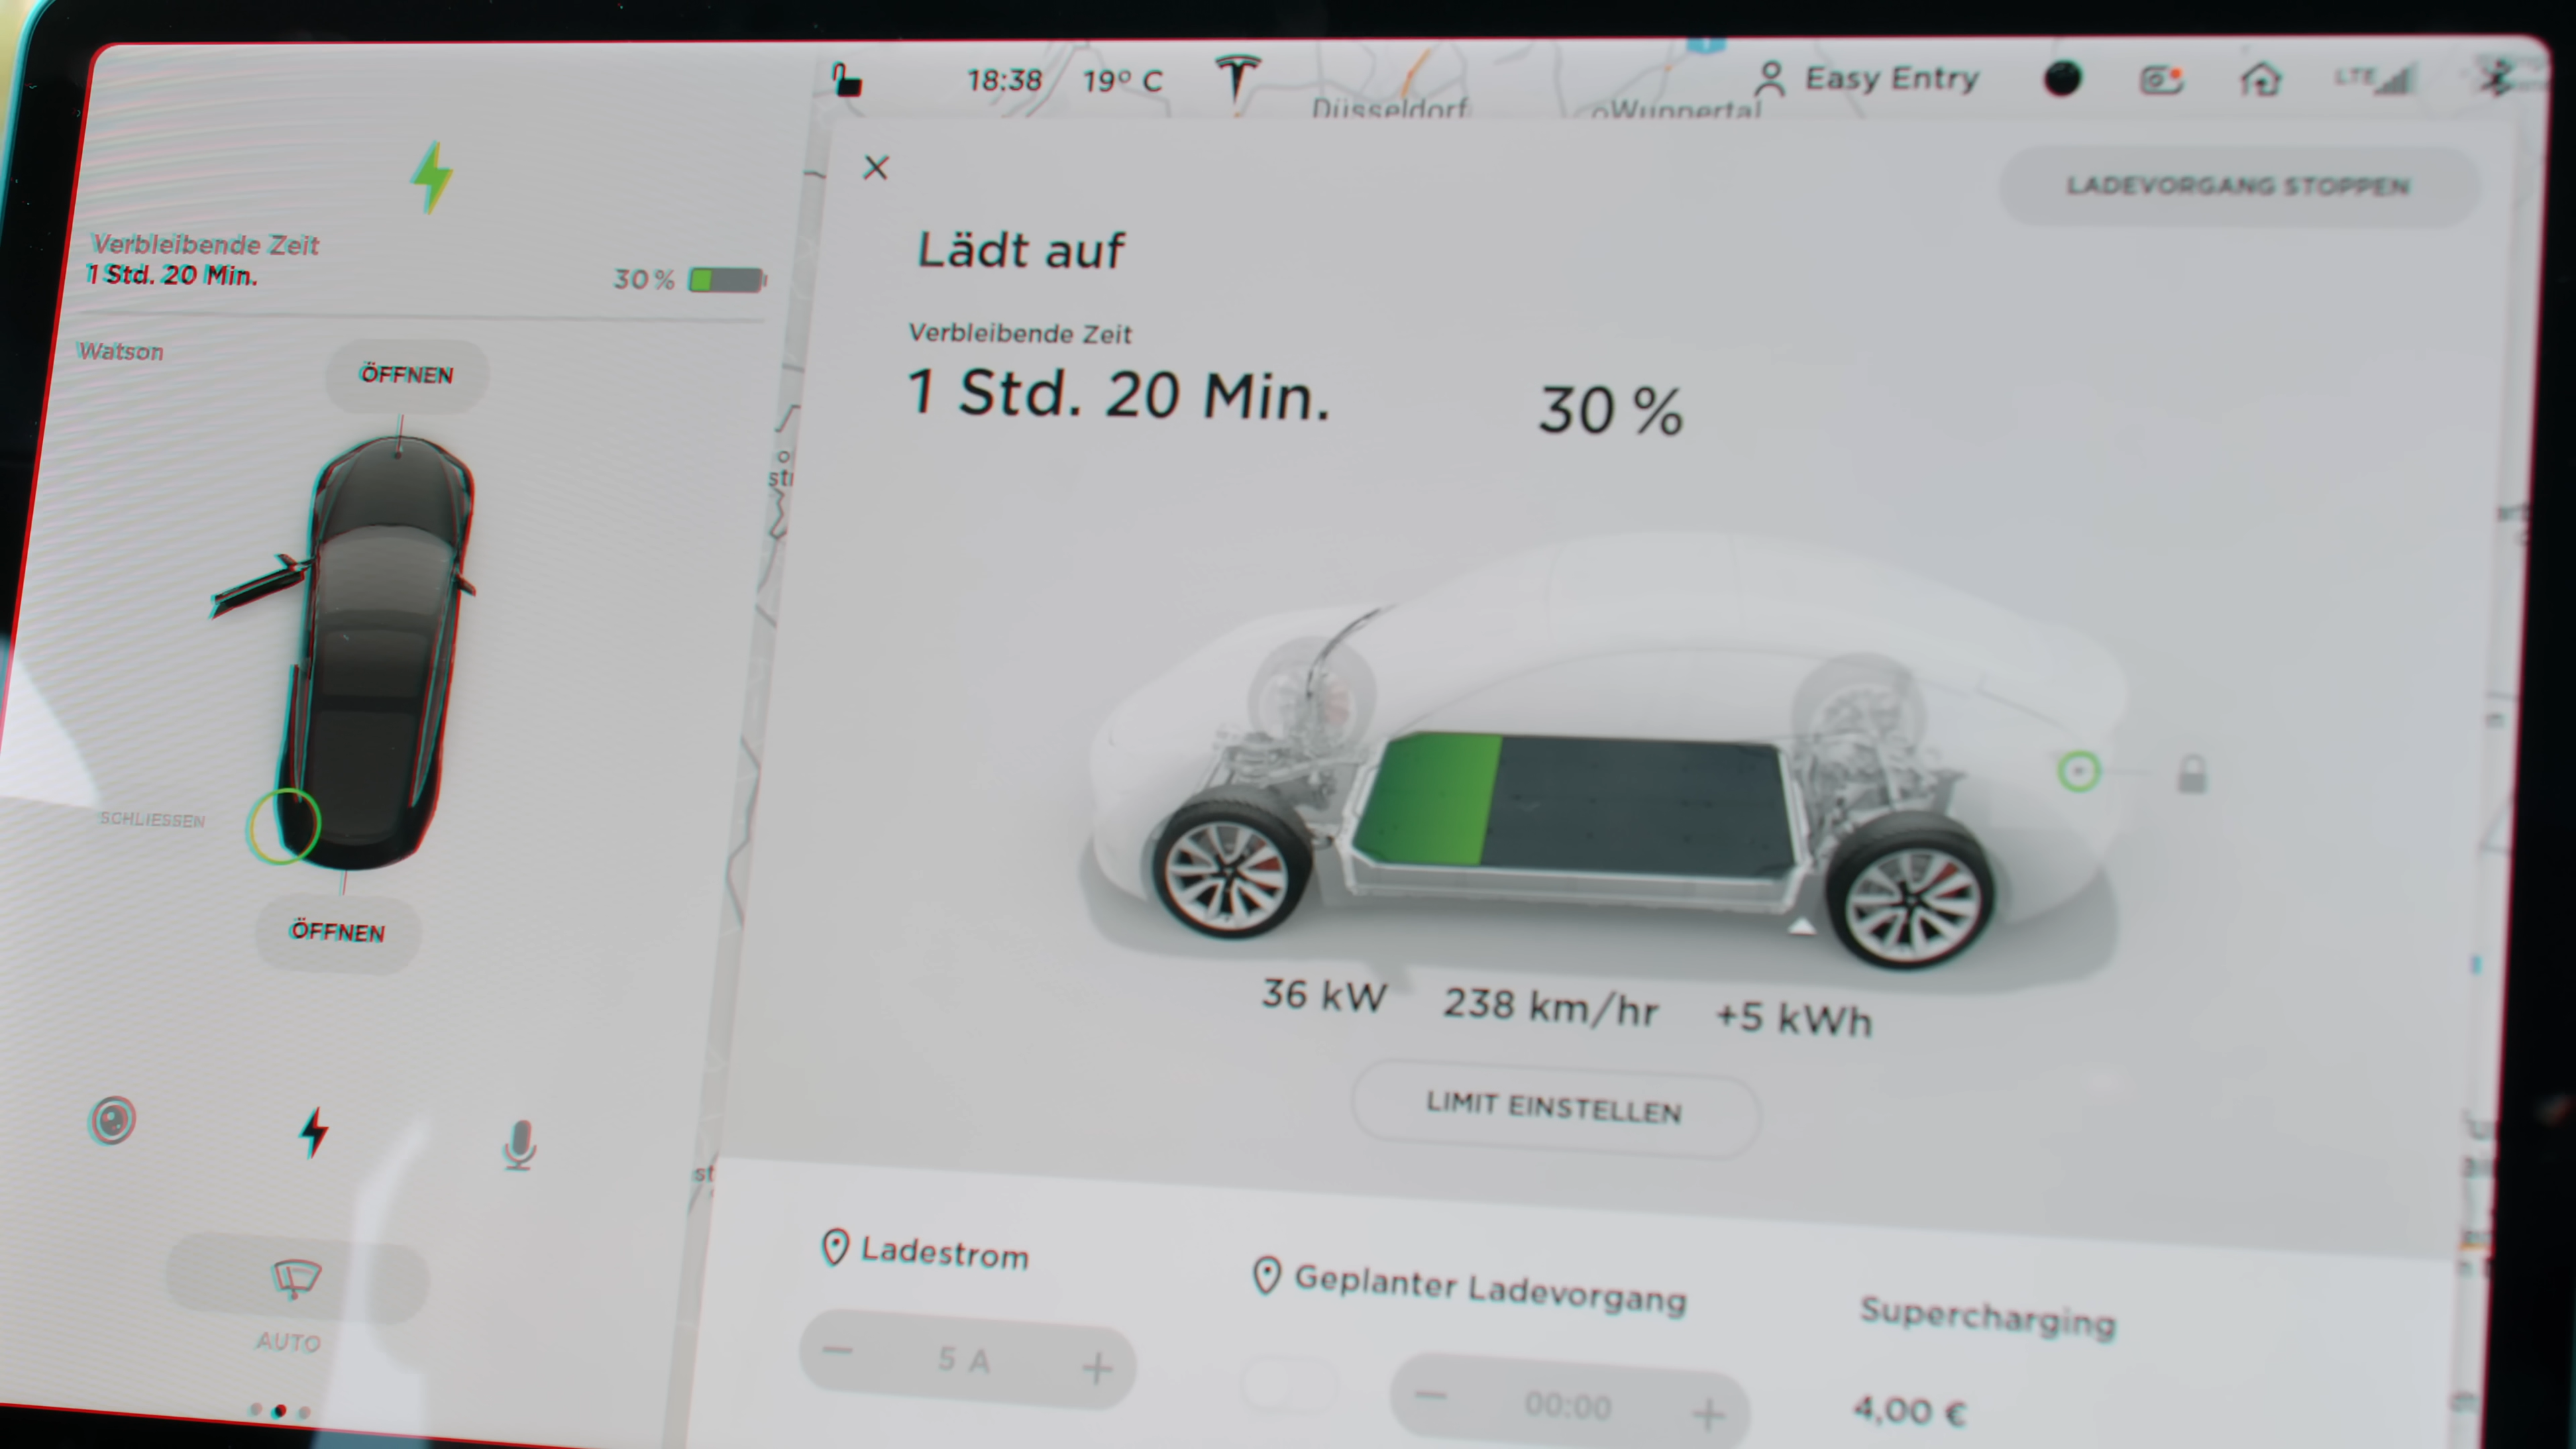 18:38 19° C Easy Entry LTE
Düsseldorf Wuppertal
LADEVORGANG STOPPEN
Verbleibende Zeit
1 Std. 20 Min.
30 %
Watson
ÖFFNEN
SCHLIESSEN
ÖFFNEN
AUTO
Lädt auf
Verbleibende Zeit
1 Std. 20 Min. 30 %
36 kW 238 km/hr +5 kWh
LIMIT EINSTELLEN
Ladestrom
5 A
Geplanter Ladevorgang
00:00
Supercharging
4,00 €